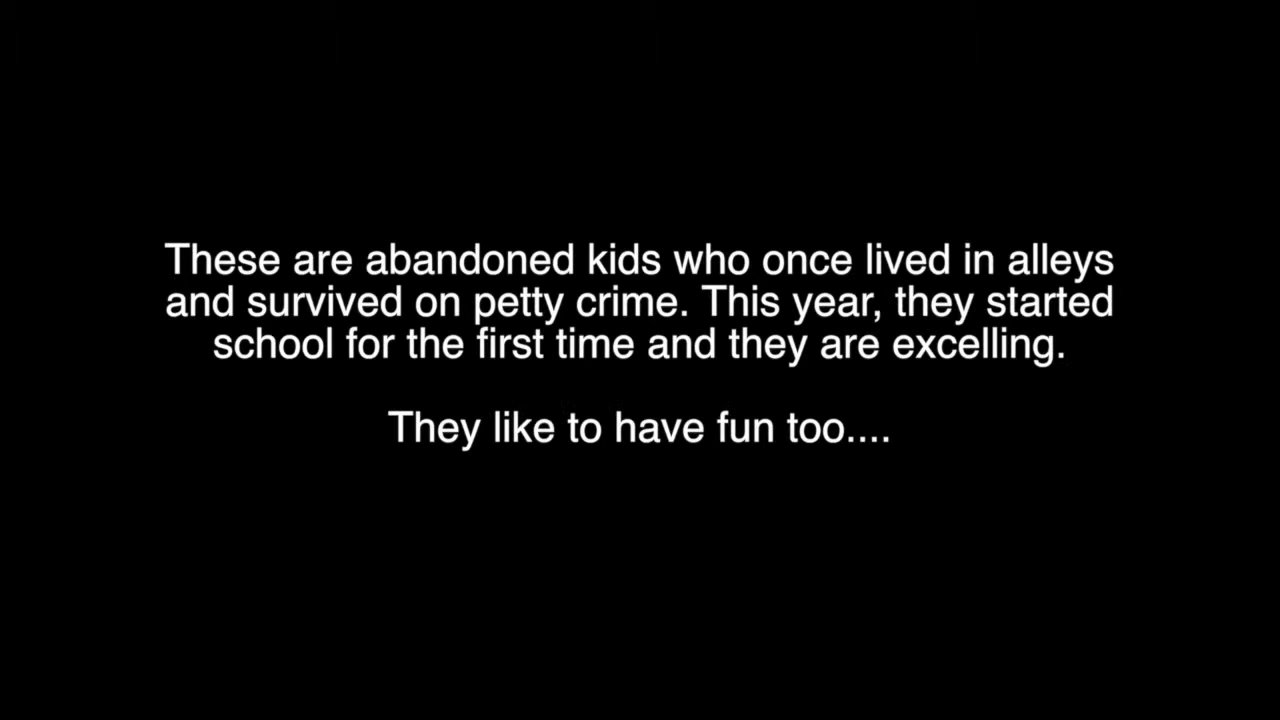 These are abandoned kids who once lived in alleys
and survived on petty crime. This year, they started
school for the first time and they are excelling.
They like to have fun too....